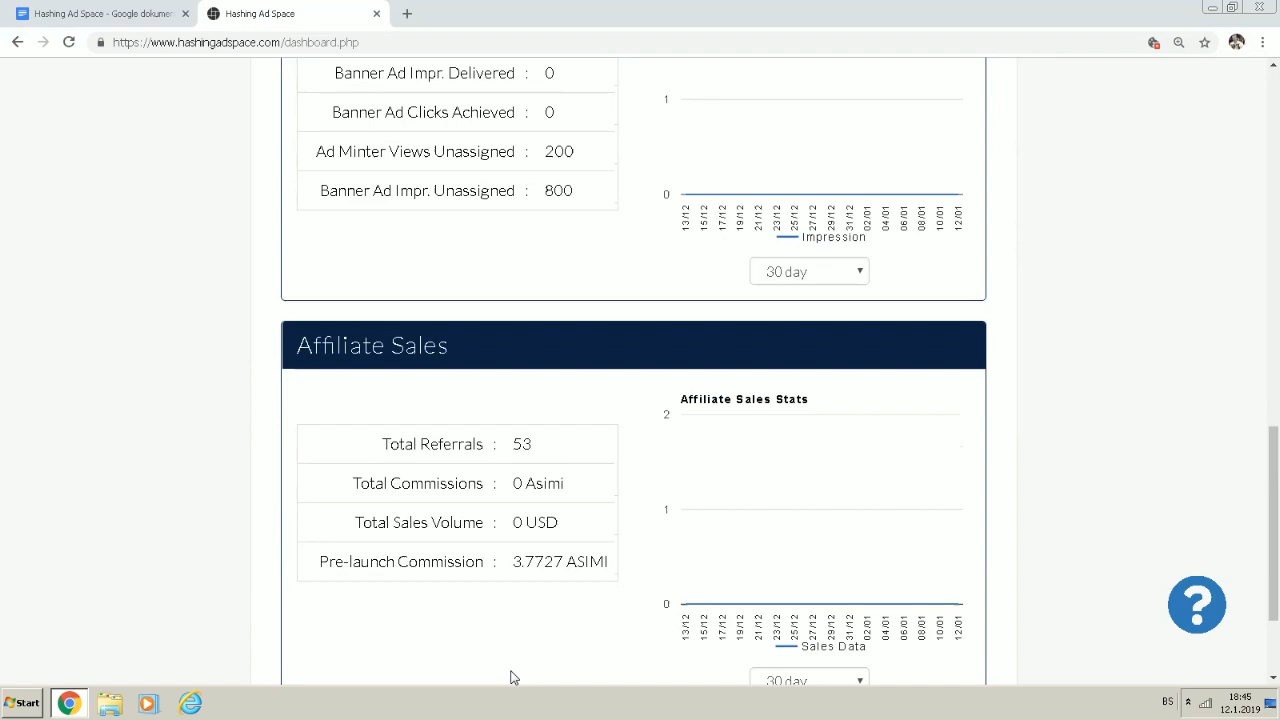 Hashing Ad Space - Google dokumen
Hashing Ad Space
https://www.hashingadspace.com/dashboard.php
Banner Ad Impr. Delivered : 0
Banner Ad Clicks Achieved : 0
Ad Minter Views Unassigned : 200
Banner Ad Impr. Unassigned : 800
1
0
13/12 15/12 17/12 19/12 21/12 23/12 25/12 27/12 29/12 31/12 02/01 04/01 06/01 08/01 10/01 12/01
Impression
30 day
Affiliate Sales
Total Referrals : 53
Total Commissions : 0 Asimi
Total Sales Volume : 0 USD
Pre-launch Commission : 3.7727 ASIMI
Affiliate Sales Stats
2
1
0
13/12 15/12 17/12 19/12 21/12 23/12 25/12 27/12 29/12 31/12 02/01 04/01 06/01 08/01 10/01 12/01
Sales Data
30 day
?
Start
BS
18:45
12.1.2019